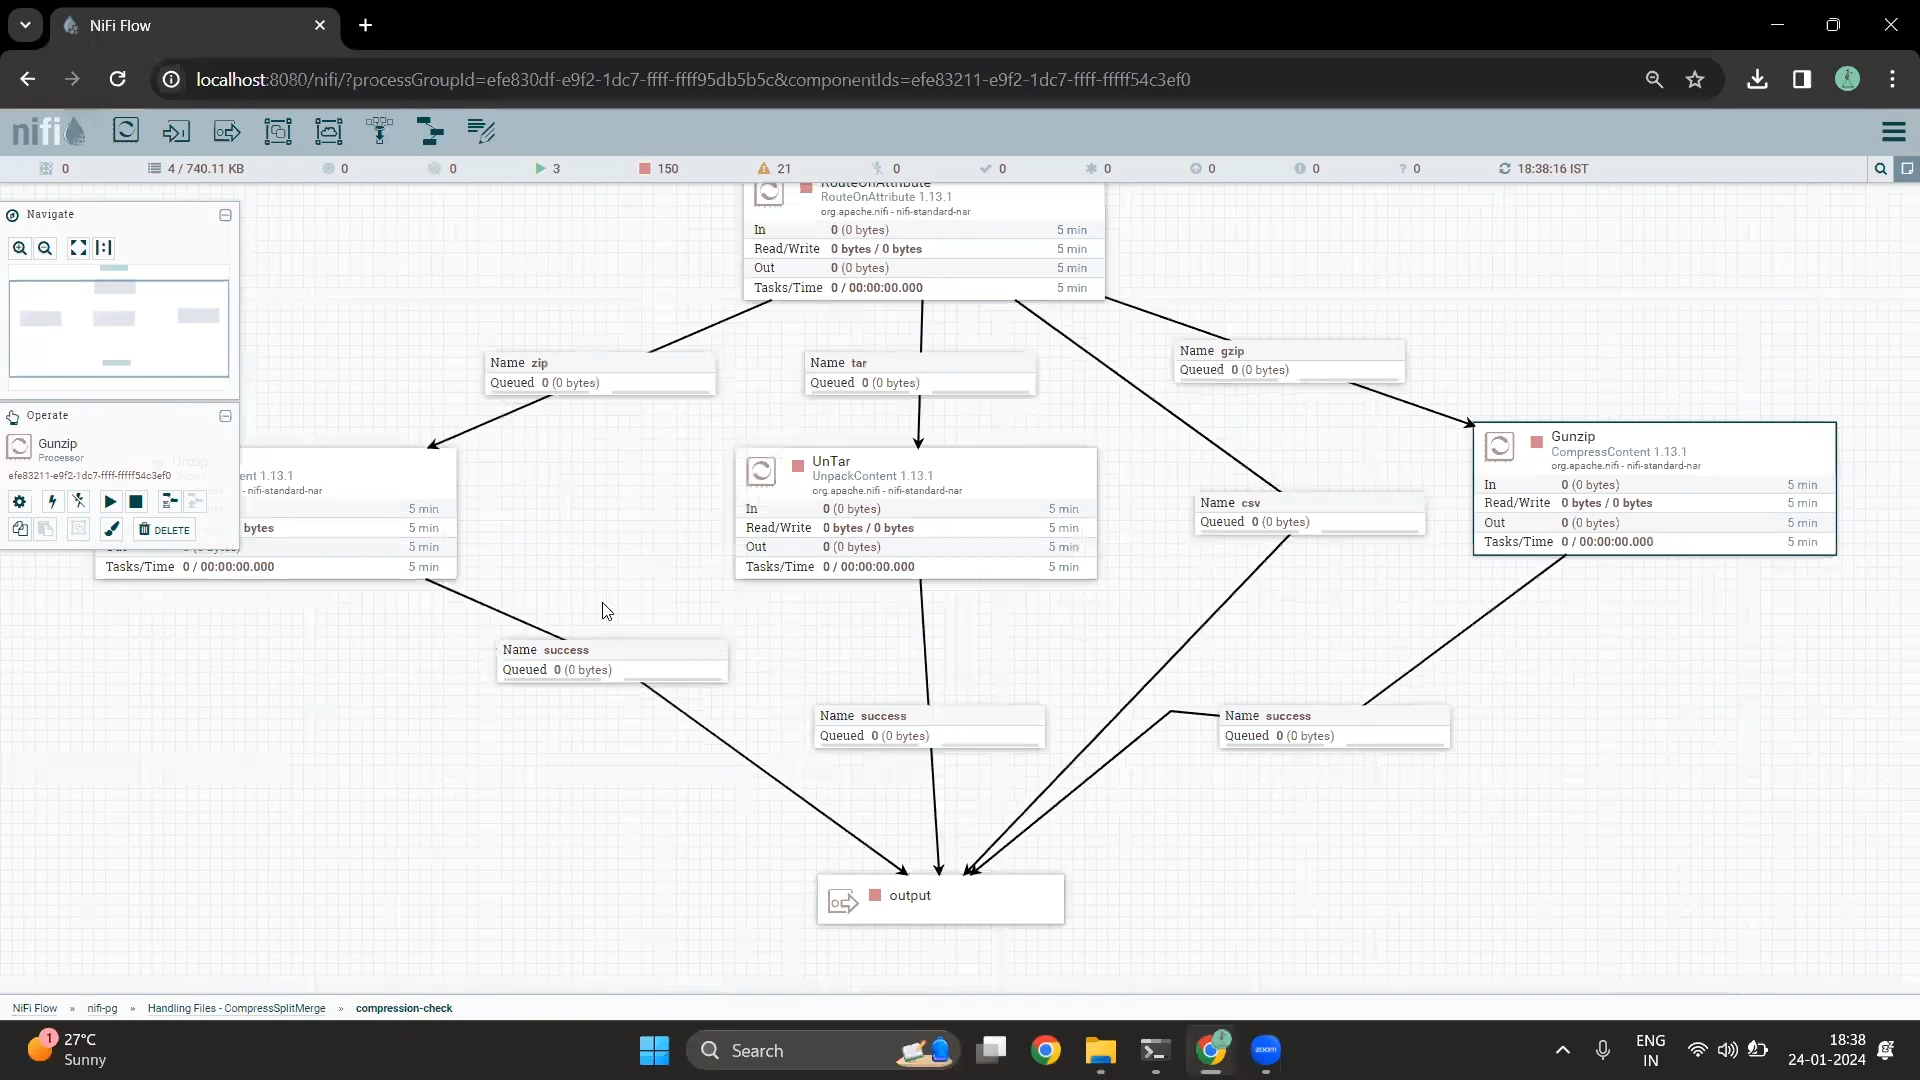 NiFi Flow
localhost:8080/nifi/?processGroupId=efe830df-e9f2-1dc7-ffff-ffff95db5b5c&componentIds=efe83211-e9f2-1dc7-ffff-fffff54c3ef0
nifi
0
4 / 740.11 KB
0
0
3
150
21
0
0
0
0
0
0
18:38:16 IST
Navigate
Operate
Gunzip
Processor
efe83211-e9f2-1dc7-ffff-fffff54c3ef0
DELETE
RouteOnAttribute
RouteOnAttribute 1.13.1
org.apache.nifi - nifi-standard-nar
In 0 (0 bytes) 5 min
Read/Write 0 bytes / 0 bytes 5 min
Out 0 (0 bytes) 5 min
Tasks/Time 0 / 00:00:00.000 5 min
Name zip
Queued 0 (0 bytes)
Name tar
Queued 0 (0 bytes)
Name gzip
Queued 0 (0 bytes)
Unzip
ent 1.13.1
- nifi-standard-nar
5 min
bytes 5 min
5 min
Tasks/Time 0 / 00:00:00.000 5 min
UnTar
UnpackContent 1.13.1
org.apache.nifi - nifi-standard-nar
In 0 (0 bytes) 5 min
Read/Write 0 bytes / 0 bytes 5 min
Out 0 (0 bytes) 5 min
Tasks/Time 0 / 00:00:00.000 5 min
Name csv
Queued 0 (0 bytes)
Gunzip
CompressContent 1.13.1
org.apache.nifi - nifi-standard-nar
In 0 (0 bytes) 5 min
Read/Write 0 bytes / 0 bytes 5 min
Out 0 (0 bytes) 5 min
Tasks/Time 0 / 00:00:00.000 5 min
Name success
Queued 0 (0 bytes)
Name success
Queued 0 (0 bytes)
Name success
Queued 0 (0 bytes)
output
NiFi Flow » nifi-pg » Handling Files - CompressSplitMerge » compression-check
1
27°C
Sunny
Search
zoom
ENG
IN
18:38
24-01-2024